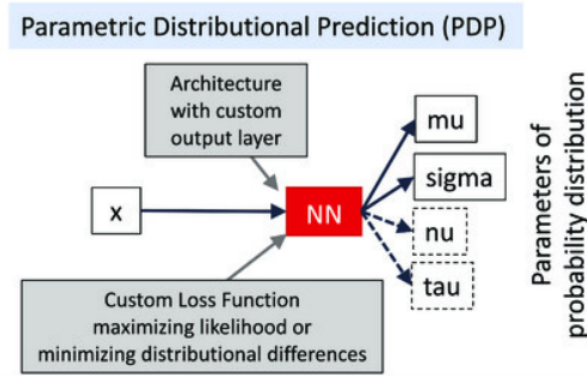 Parametric Distributional Prediction (PDP)
Architecture
with custom
output layer
x
NN
mu
sigma
nu
tau
Parameters of
probability distribution
Custom Loss Function
maximizing likelihood or
minimizing distributional differences